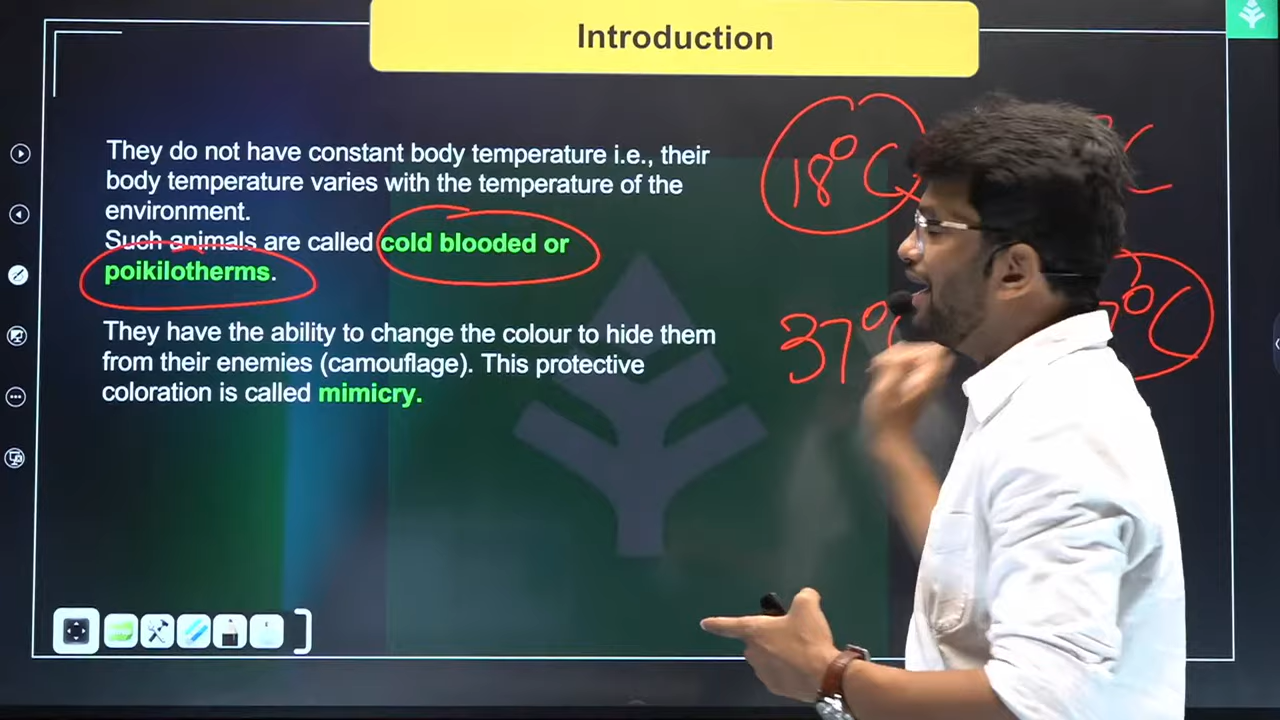 Introduction
They do not have constant body temperature i.e., their
body temperature varies with the temperature of the
environment.
Such animals are called cold blooded or
poikilotherms.
They have the ability to change the colour to hide them
from their enemies (camouflage). This protective
coloration is called mimicry.
18°C
37°C